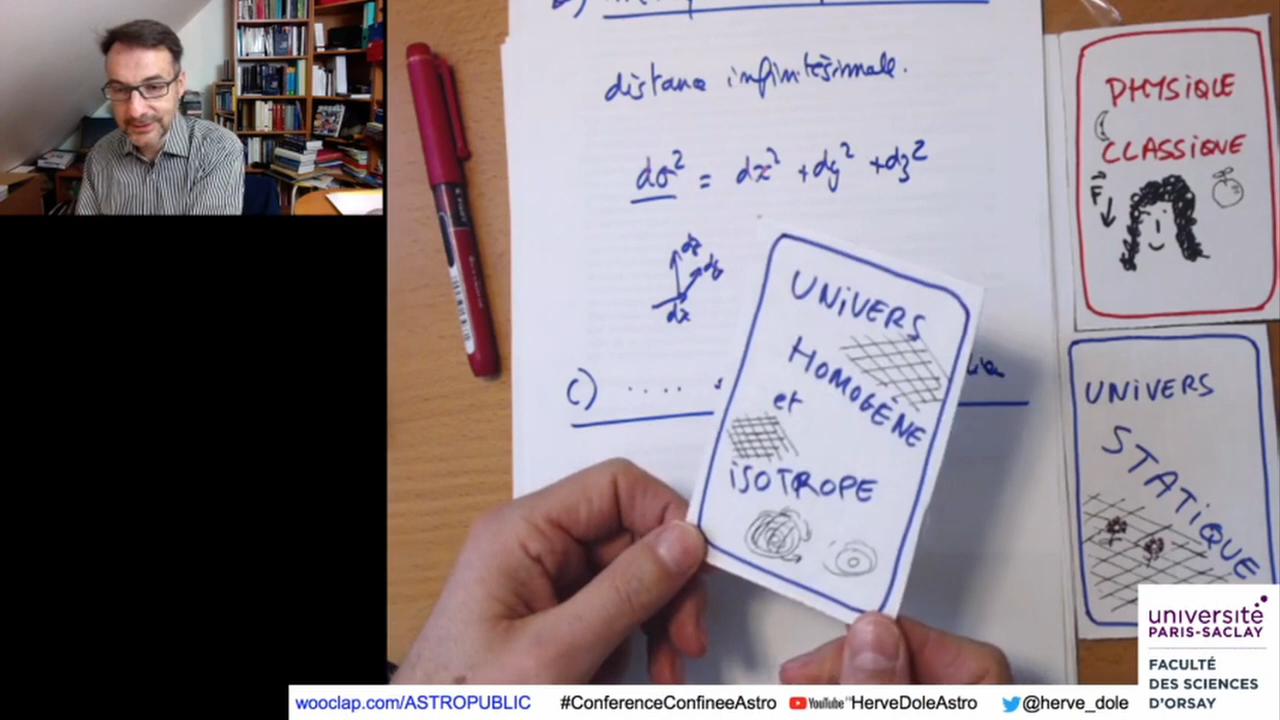 distance infinitésimale.
dσ² = dx² + dy² + dz²
dz
dy
dx
c) .....
UNIVERS
HOMOGÈNE
et
iSOTROPE
PHYSIQUE
CLASSIQUE
F
UNIVERS
STATIQUE
université
PARIS-SACLAY
FACULTÉ
DES SCIENCES
D'ORSAY
wooclap.com/ASTROPUBLIC #ConferenceConfineeAstro YouTube HerveDoleAstro @herve_dole